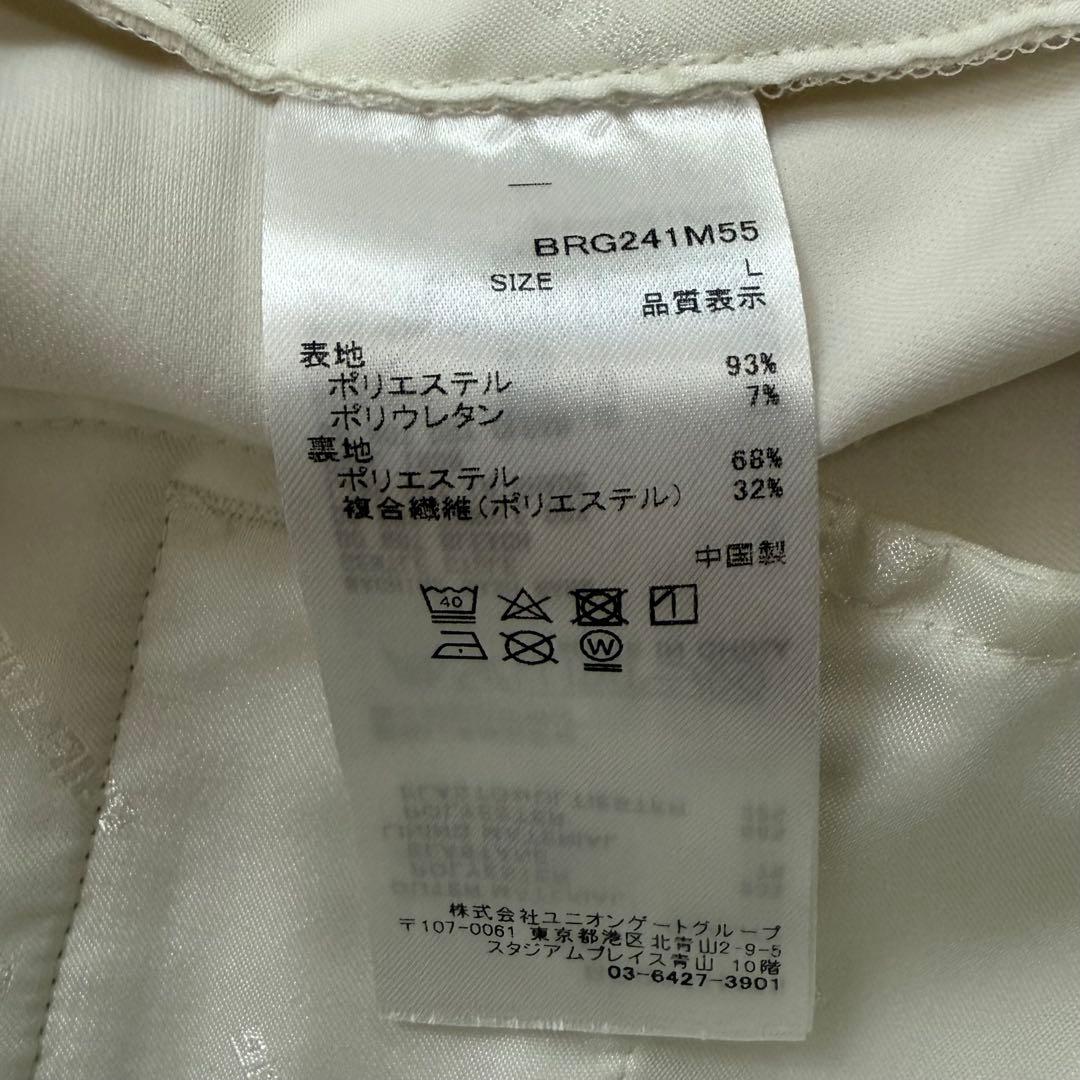 BRG241M55
SIZE L
品質表示
表地
ポリエステル 93%
ポリウレタン 7%
裏地
ポリエステル 68%
複合繊維(ポリエステル) 32%
中国製
40
W
株式会社ユニオンゲートグループ
〒107-0061 東京都港区北青山2-9-5
スタジアムプレイス青山 10階
03-6427-3901